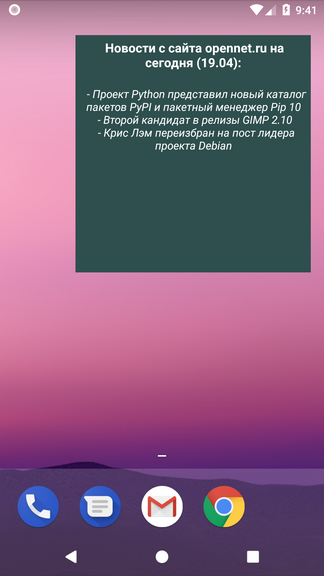 9:41
Новости с сайта opennet.ru на
сегодня (19.04):
- Проект Python представил новый каталог
пакетов PyPI и пакетный менеджер Pip 10
- Второй кандидат в релизы GIMP 2.10
- Крис Лэм переизбран на пост лидера
проекта Debian